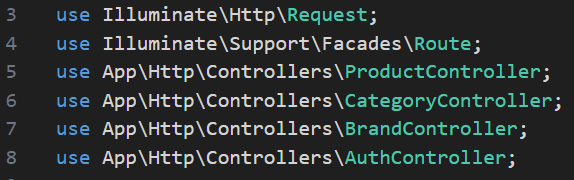 3 use Illuminate\Http\Request;
4 use Illuminate\Support\Facades\Route;
5 use App\Http\Controllers\ProductController;
6 use App\Http\Controllers\CategoryController;
7 use App\Http\Controllers\BrandController;
8 use App\Http\Controllers\AuthController;